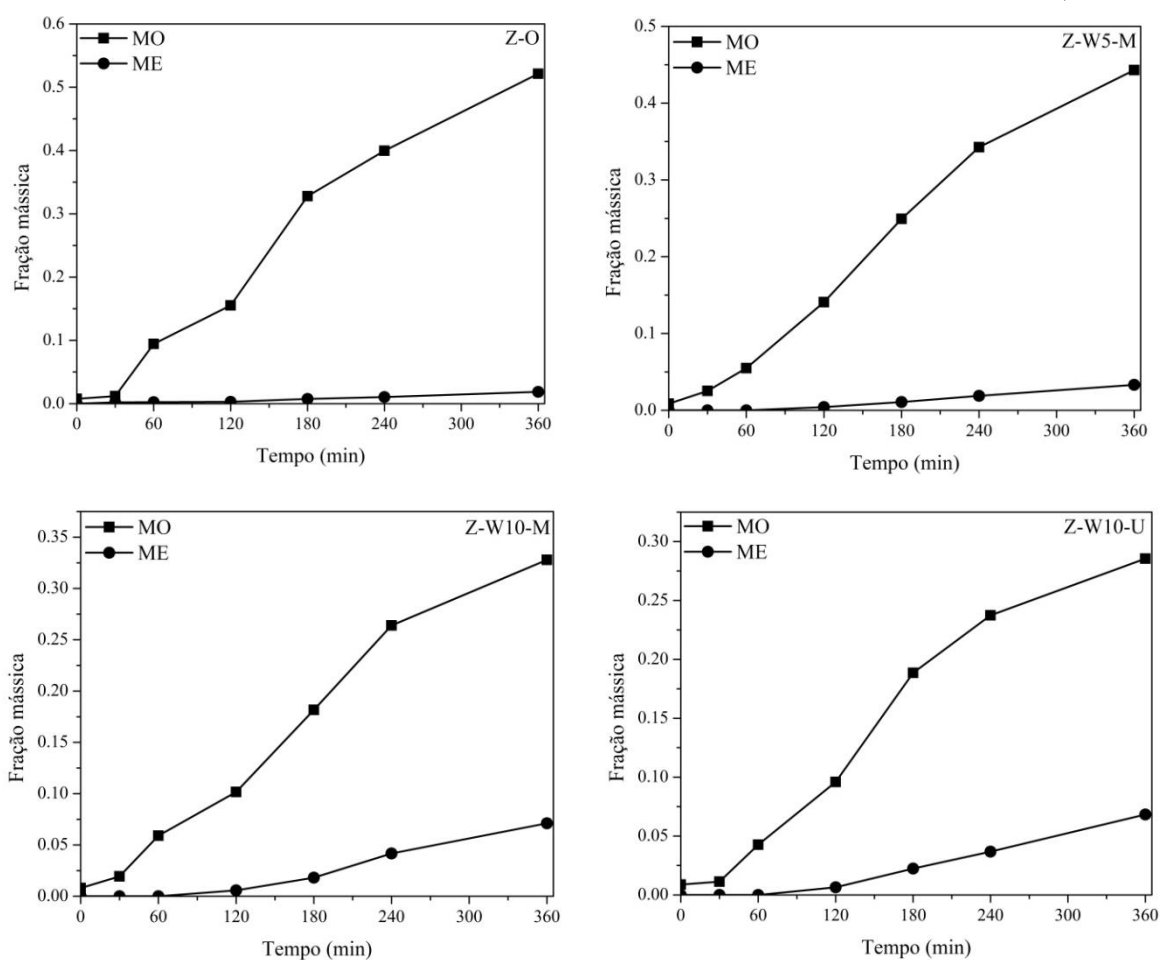 MO
ME
Z-O
Fração mássica
0.6
0.5
0.4
0.3
0.2
0.1
0.0
0 60 120 180 240 300 360
Tempo (min)
MO
ME
Z-W5-M
Fração mássica
0.5
0.4
0.3
0.2
0.1
0.0
0 60 120 180 240 300 360
Tempo (min)
MO
ME
Z-W10-M
Fração mássica
0.35
0.30
0.25
0.20
0.15
0.10
0.05
0.00
0 60 120 180 240 300 360
Tempo (min)
MO
ME
Z-W10-U
Fração mássica
0.30
0.25
0.20
0.15
0.10
0.05
0.00
0 60 120 180 240 300 360
Tempo (min)